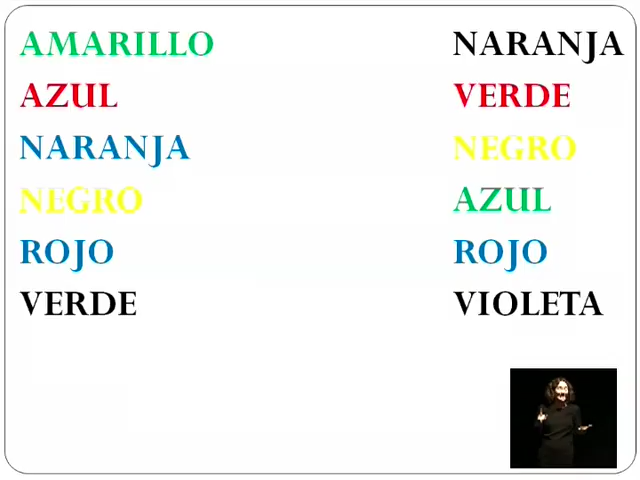 AMARILLO
AZUL
NARANJA
NEGRO
ROJO
VERDE
NARANJA
VERDE
NEGRO
AZUL
ROJO
VIOLETA